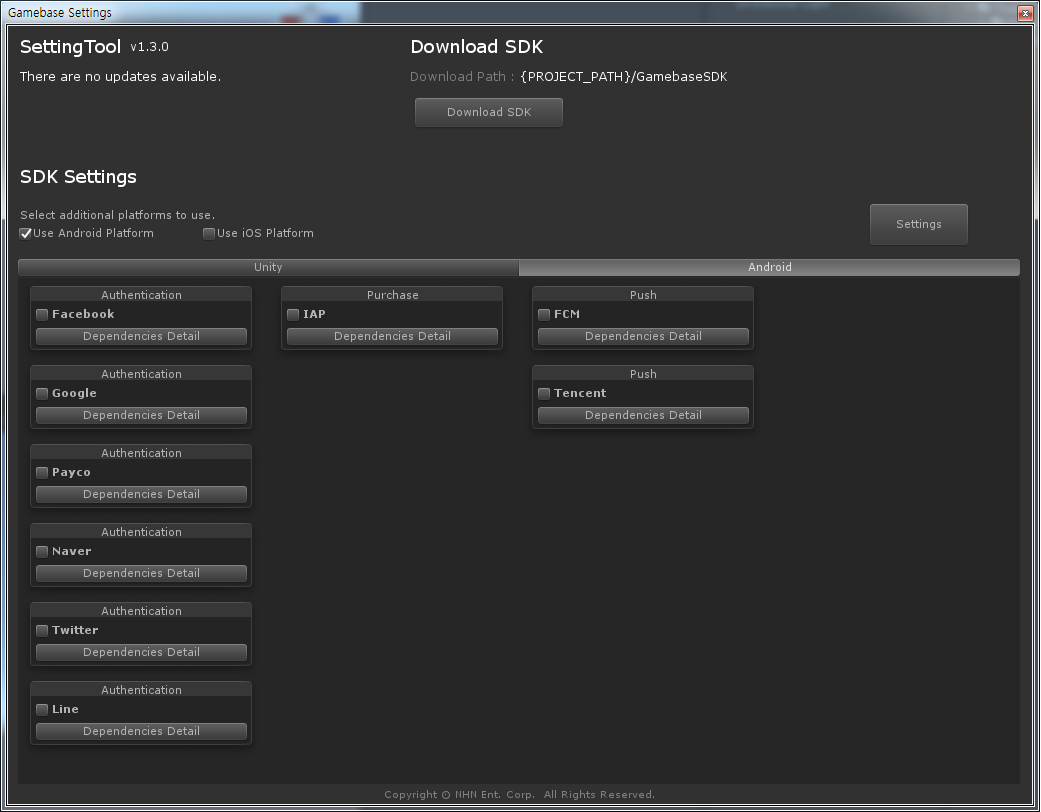 Gamebase Settings
SettingTool v1.3.0
There are no updates available.
Download SDK
Download Path : {PROJECT_PATH}/GamebaseSDK
Download SDK
SDK Settings
Select additional platforms to use.
Use Android Platform
Use iOS Platform
Settings
Unity
Android
Authentication
Facebook
Dependencies Detail
Authentication
Google
Dependencies Detail
Authentication
Payco
Dependencies Detail
Authentication
Naver
Dependencies Detail
Authentication
Twitter
Dependencies Detail
Authentication
Line
Dependencies Detail
Purchase
IAP
Dependencies Detail
Push
FCM
Dependencies Detail
Push
Tencent
Dependencies Detail
Copyright © NHN Ent. Corp. All Rights Reserved.